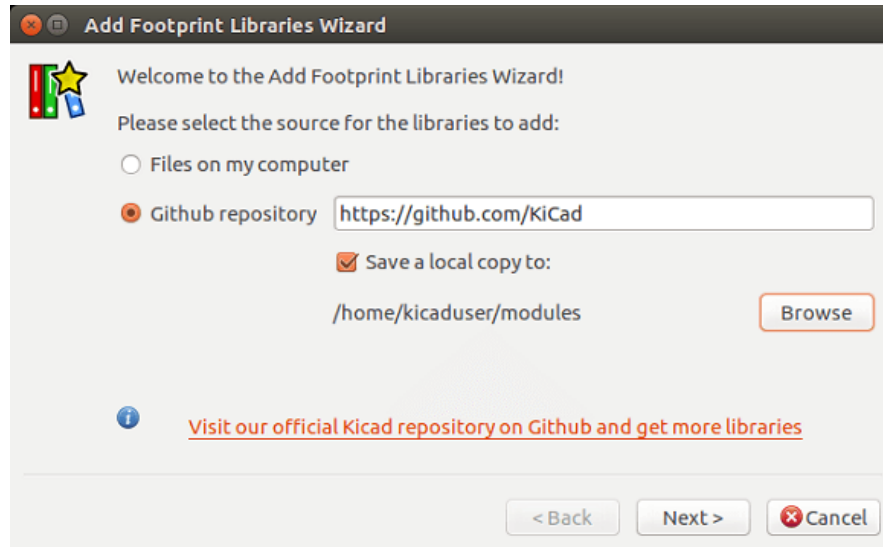 Add Footprint Libraries Wizard
Welcome to the Add Footprint Libraries Wizard!
Please select the source for the libraries to add:
Files on my computer
Github repository https://github.com/KiCad
Save a local copy to:
/home/kicaduser/modules Browse
Visit our official Kicad repository on Github and get more libraries
< Back Next > Cancel